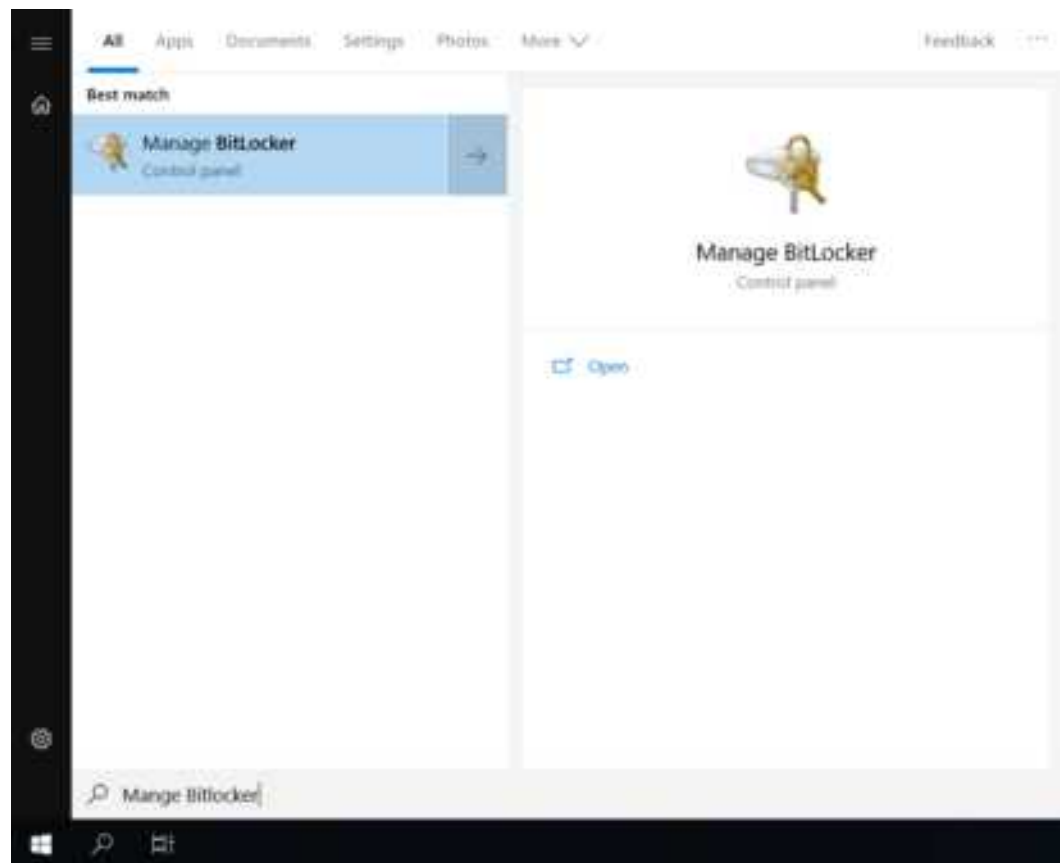 All Apps Documents Settings Photos More Feedback ...
Best match
Manage BitLocker
Control panel
Manage BitLocker
Control panel
Open
Mange Bitlocker